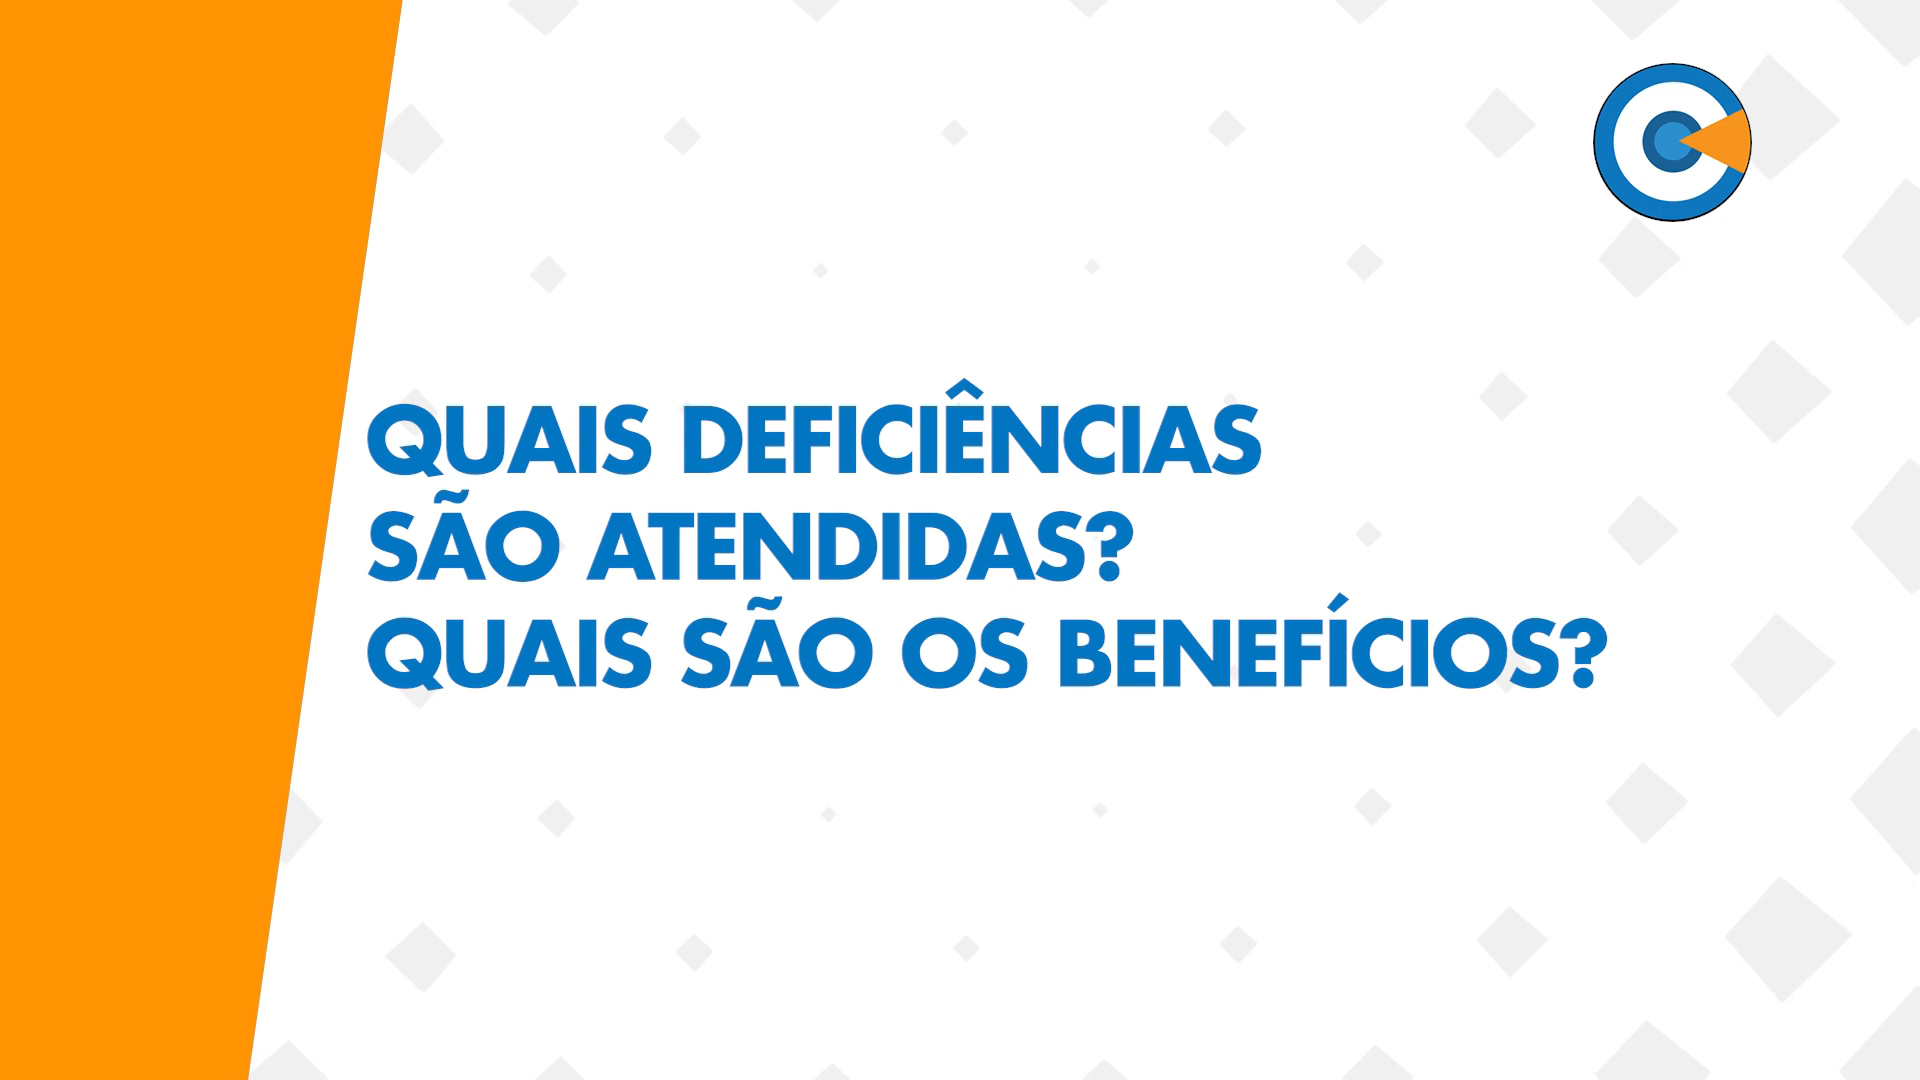 QUAIS DEFICIÊNCIAS
SÃO ATENDIDAS?
QUAIS SÃO OS BENEFÍCIOS?